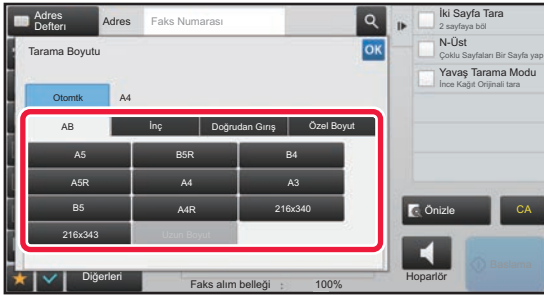 Adres Defterı
Adres
Faks Numarası
Tarama Boyutu
OK
Otomtk
A4
AB
İnç
Doğrudan Gırış
Özel Boyut
A5
B5R
B4
A5R
A4
A3
B5
A4R
216x340
216x343
Uzun Boyut
Diğerleri
Faks alım belleği : 100%
İki Sayfa Tara
2 sayfaya böl
N-Üst
Çoklu Sayfaları Bir Sayfa yap
Yavaş Tarama Modu
İnce Kağıt Orijinali tara
Önizle
CA
Hoparlör